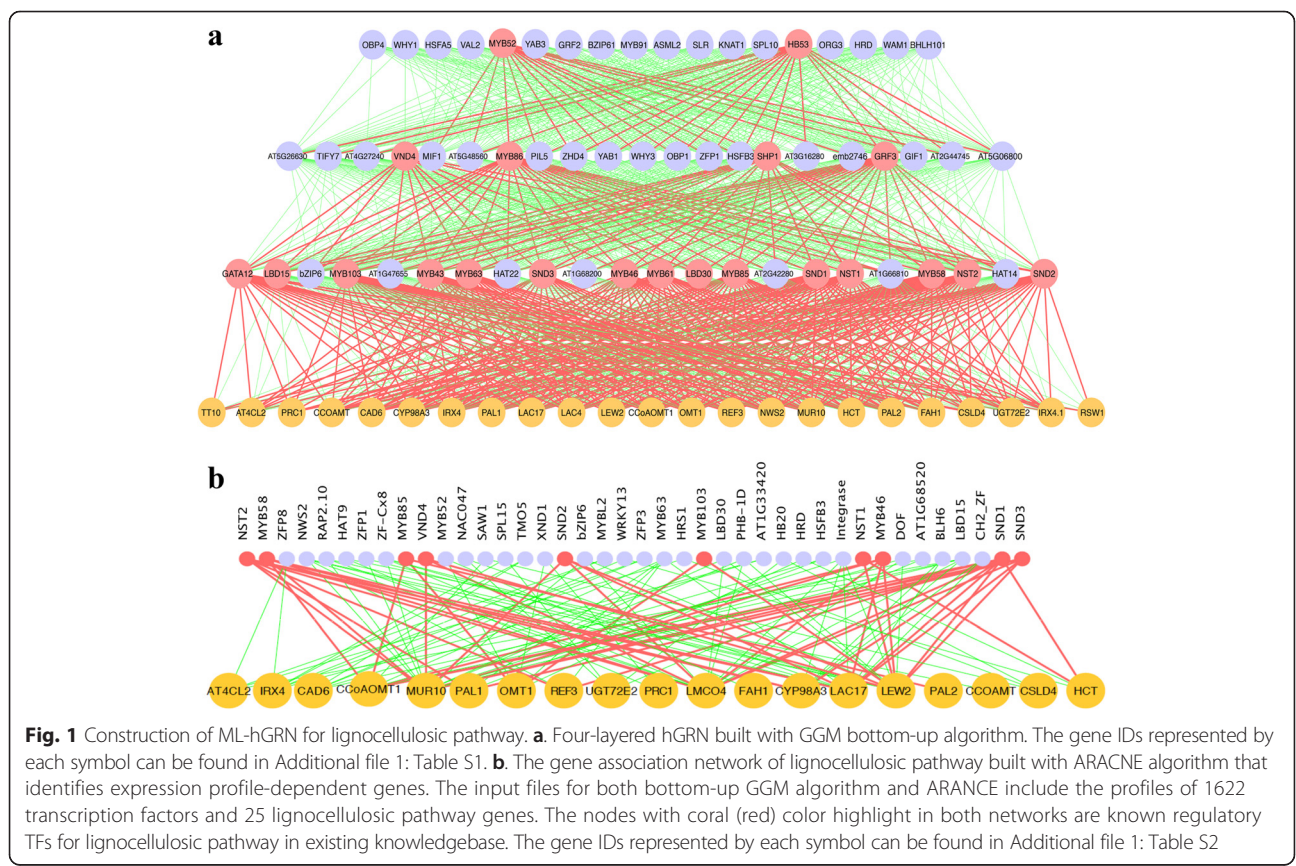 a
OBP4 WHY1 HSFA5 VAL2 MYB52 YAB3 GRF2 BZIP61 MYB91 ASML2 SLR KNAT1 SPL10 HB53 ORG3 HRD WAM1 BHLH101
AT5G26630 TIFY7 AT4G27240 VND4 MIF1 AT5G48560 MYB86 PIL5 ZHD4 YAB1 WHY3 OBP1 ZFP1 HSFB3 SHP1 AT3G16280 emb2746 GRF3 GIF1 AT2G44745 AT5G06800
GATA12 LBD15 bZIP6 MYB103 AT1G47655 MYB43 MYB63 HAT22 SND3 AT1G68200 MYB46 MYB61 LBD30 MYB85 AT2G42280 SND1 NST1 AT1G66810 MYB58 NST2 HAT14 SND2
TT10 AT4CL2 PRC1 CCOAMT CAD6 CYP98A3 IRX4 PAL1 LAC17 LAC4 LEW2 CCoAOMT1 OMT1 REF3 NWS2 MUR10 HCT PAL2 FAH1 CSLD4 UGT72E2 IRX4.1 RSW1
b
NST2 MYB58 ZFP8 NWS2 RAP2.10 HAT9 ZFP1 ZF-Cx8 MYB85 VND4 MYB52 NAC047 SAW1 SPL15 TMO5 XND1 SND2 bZIP6 MYBL2 WRKY13 ZFP3 MYB63 HRS1 MYB103 LBD30 PHB-1D AT1G33420 HB20 HRD HSFB3 Integrase NST1 MYB46 DOF AT1G68520 BLH6 LBD15 CH2_ZF SND1 SND3
AT4CL2 IRX4 CAD6 CCoAOMT1 MUR10 PAL1 OMT1 REF3 UGT72E2 PRC1 LMCO4 FAH1 CYP98A3 LAC17 LEW2 PAL2 CCOAMT CSLD4 HCT
Fig. 1 Construction of ML-hGRN for lignocellulosic pathway. a. Four-layered hGRN built with GGM bottom-up algorithm. The gene IDs represented by
each symbol can be found in Additional file 1: Table S1. b. The gene association network of lignocellulosic pathway built with ARACNE algorithm that
identifies expression profile-dependent genes. The input files for both bottom-up GGM algorithm and ARANCE include the profiles of 1622
transcription factors and 25 lignocellulosic pathway genes. The nodes with coral (red) color highlight in both networks are known regulatory
TFs for lignocellulosic pathway in existing knowledgebase. The gene IDs represented by each symbol can be found in Additional file 1: Table S2